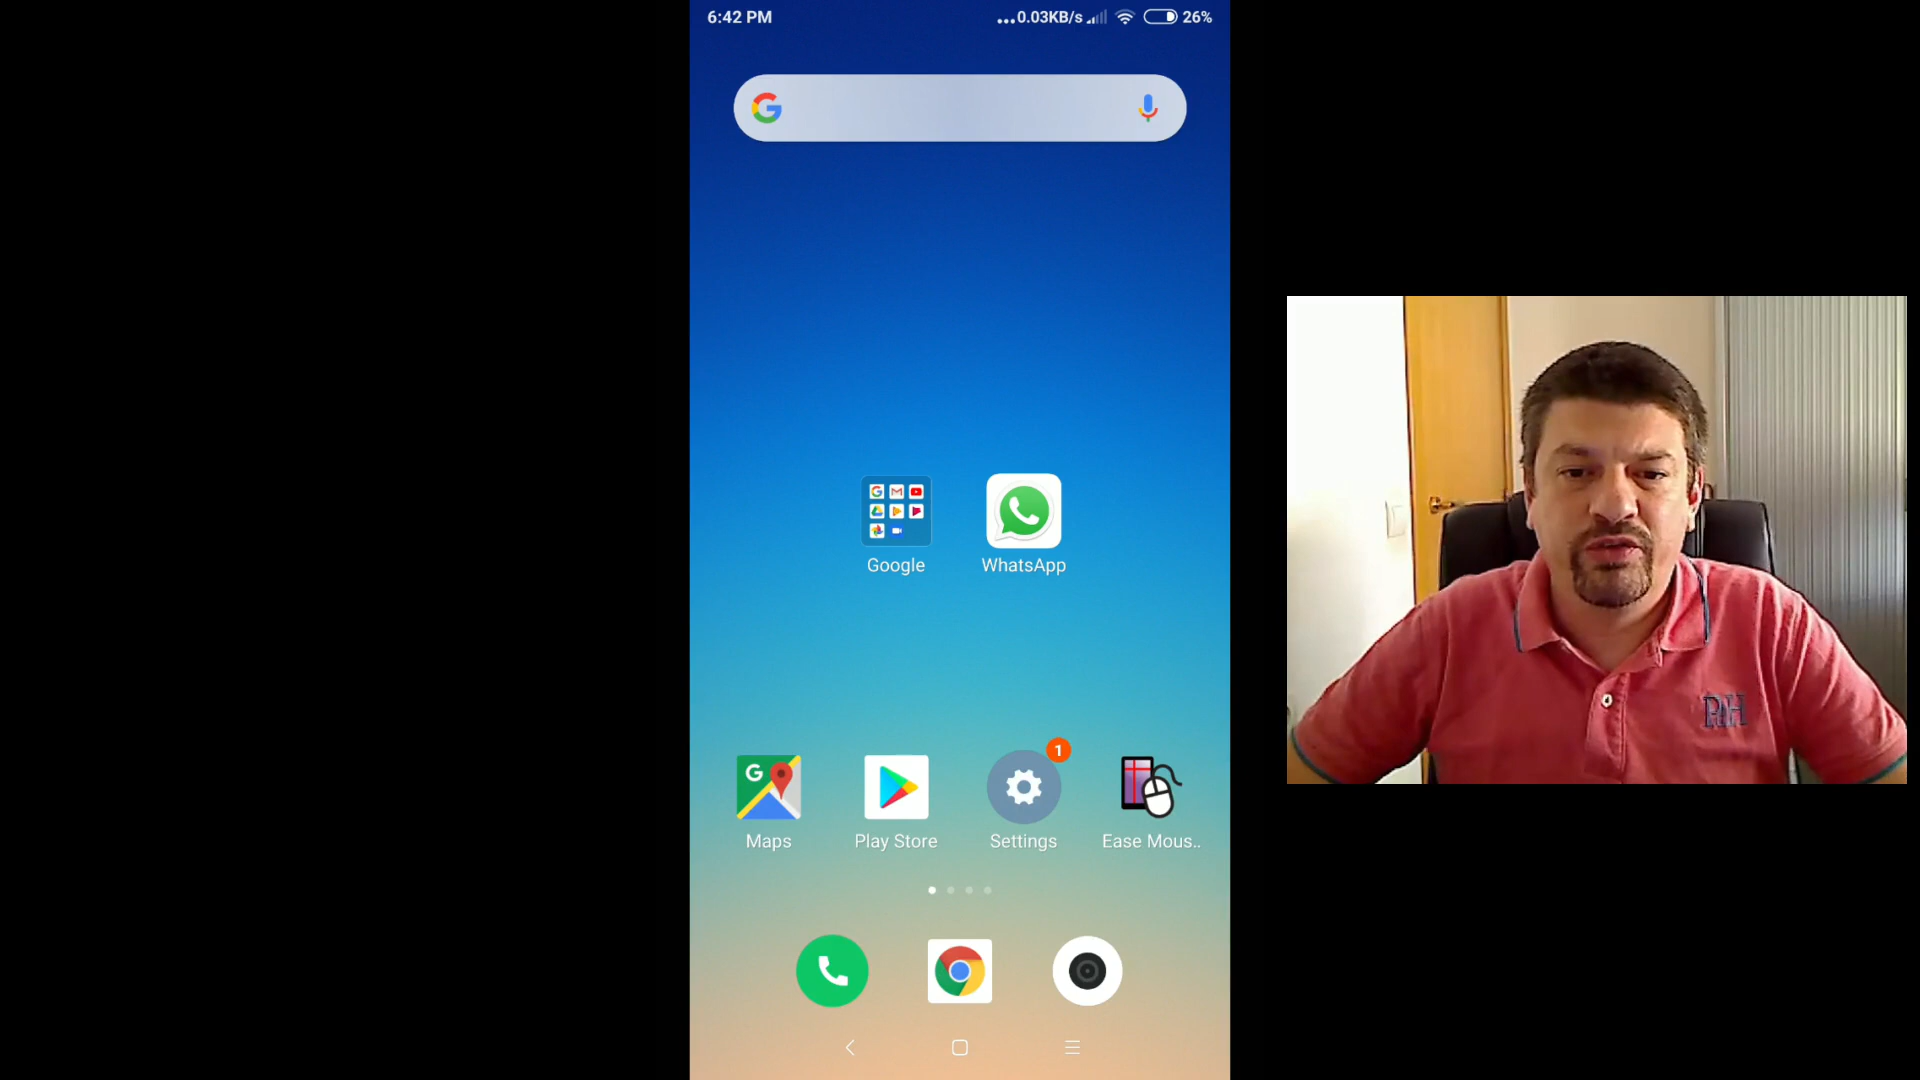 6:42 PM
...0.03KB/s
26%
Google
WhatsApp
1
Maps
Play Store
Settings
Ease Mous..